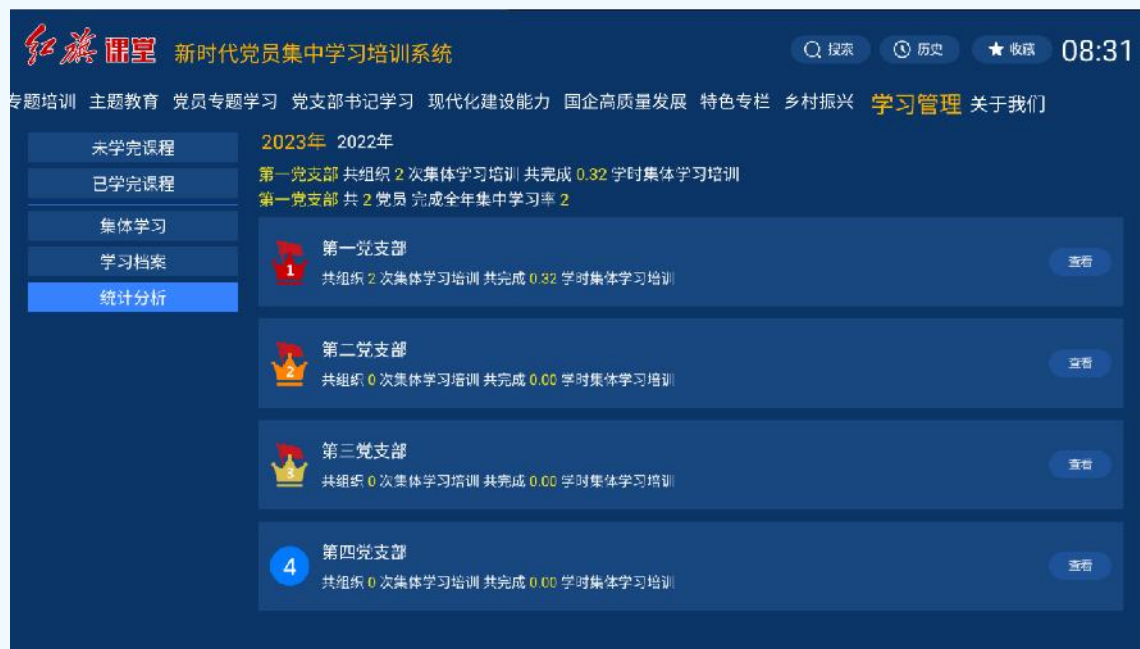 红旗课堂 新时代党员集中学习培训系统 搜索 历史 收藏 08:31
专题培训 主题教育 党员专题学习 党支部书记学习 现代化建设能力 国企高质量发展 特色专栏 乡村振兴 学习管理 关于我们
未学完课程
已学完课程
集体学习
学习档案
统计分析
2023年 2022年
第一党支部 共组织 2 次集体学习培训 共完成 0.32 学时集体学习培训
第一党支部 共 2 党员 完成全年集中学习率 2
1
第一党支部
共组织 2 次集体学习培训 共完成 0.32 学时集体学习培训
查看
2
第二党支部
共组织 0 次集体学习培训 共完成 0.00 学时集体学习培训
查看
3
第三党支部
共组织 0 次集体学习培训 共完成 0.00 学时集体学习培训
查看
4
第四党支部
共组织 0 次集体学习培训 共完成 0.00 学时集体学习培训
查看